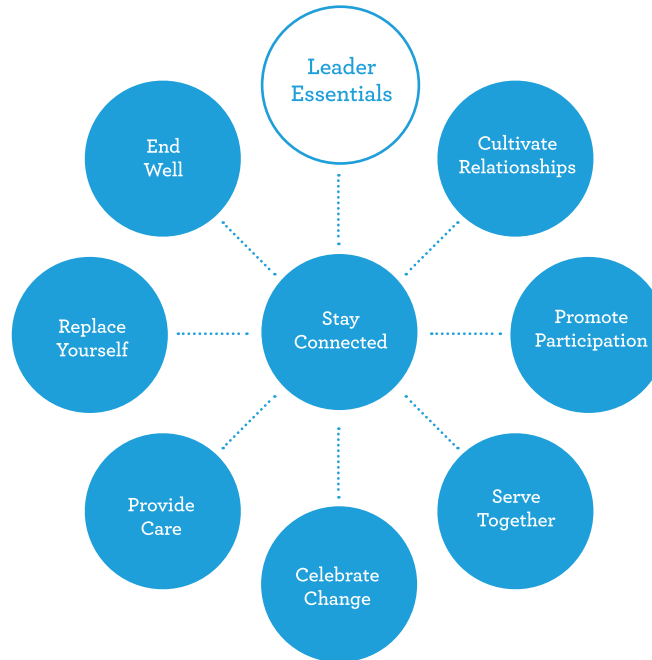 Leader
Essentials
End
Well
Cultivate
Relationships
Replace
Yourself
Stay
Connected
Promote
Participation
Provide
Care
Serve
Together
Celebrate
Change